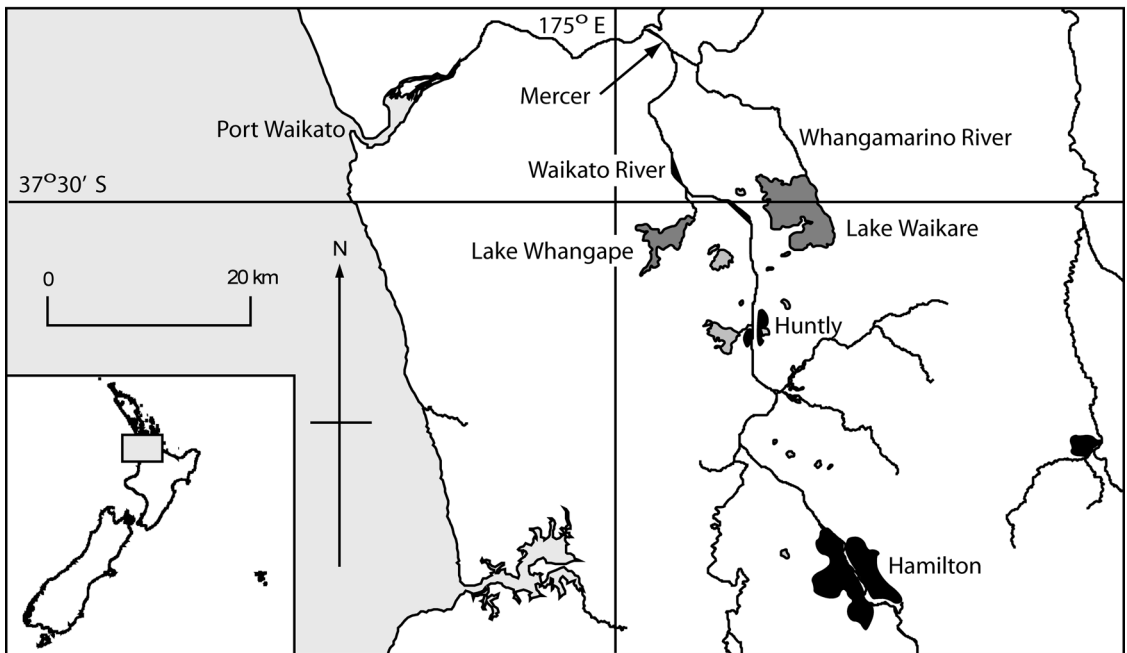 175° E
Mercer
Port Waikato
Whangamarino River
Waikato River
37°30′ S
Lake Waikare
N
Lake Whangape
0 20 km
Huntly
Hamilton